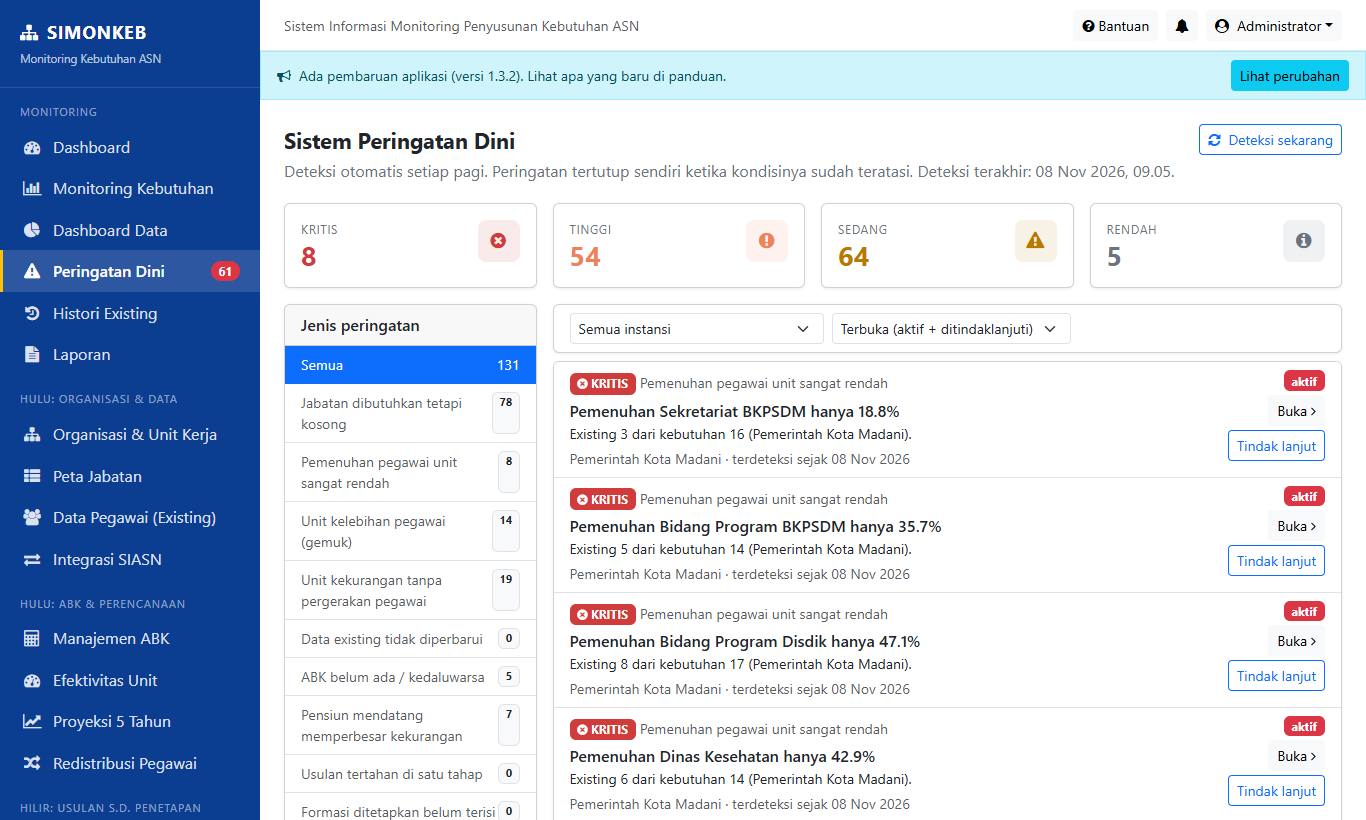 SIMONKEB
Monitoring Kebutuhan ASN
MONITORING
Dashboard
Monitoring Kebutuhan
Dashboard Data
Peringatan Dini 61
Histori Existing
Laporan
HULU: ORGANISASI & DATA
Organisasi & Unit Kerja
Peta Jabatan
Data Pegawai (Existing)
Integrasi SIASN
HULU: ABK & PERENCANAAN
Manajemen ABK
Efektivitas Unit
Proyeksi 5 Tahun
Redistribusi Pegawai
HILIR: USULAN S.D. PENETAPAN
Sistem Informasi Monitoring Penyusunan Kebutuhan ASN
Bantuan
Administrator
Ada pembaruan aplikasi (versi 1.3.2). Lihat apa yang baru di panduan.
Lihat perubahan
Sistem Peringatan Dini
Deteksi sekarang
Deteksi otomatis setiap pagi. Peringatan tertutup sendiri ketika kondisinya sudah teratasi. Deteksi terakhir: 08 Nov 2026, 09.05.
KRITIS
8
TINGGI
54
SEDANG
64
RENDAH
5
Jenis peringatan
Semua 131
Jabatan dibutuhkan tetapi 78
kosong
Pemenuhan pegawai unit 8
sangat rendah
Unit kelebihan pegawai 14
(gemuk)
Unit kekurangan tanpa 19
pergerakan pegawai
Data existing tidak diperbarui 0
ABK belum ada / kedaluwarsa 5
Pensiun mendatang 7
memperbesar kekurangan
Usulan tertahan di satu tahap 0
Formasi ditetapkan belum terisi 0
Semua instansi
Terbuka (aktif + ditindaklanjuti)
KRITIS Pemenuhan pegawai unit sangat rendah
aktif
Pemenuhan Sekretariat BKPSDM hanya 18.8%
Buka
Existing 3 dari kebutuhan 16 (Pemerintah Kota Madani).
Tindak lanjut
Pemerintah Kota Madani · terdeteksi sejak 08 Nov 2026
KRITIS Pemenuhan pegawai unit sangat rendah
aktif
Pemenuhan Bidang Program BKPSDM hanya 35.7%
Buka
Existing 5 dari kebutuhan 14 (Pemerintah Kota Madani).
Tindak lanjut
Pemerintah Kota Madani · terdeteksi sejak 08 Nov 2026
KRITIS Pemenuhan pegawai unit sangat rendah
aktif
Pemenuhan Bidang Program Disdik hanya 47.1%
Buka
Existing 8 dari kebutuhan 17 (Pemerintah Kota Madani).
Tindak lanjut
Pemerintah Kota Madani · terdeteksi sejak 08 Nov 2026
KRITIS Pemenuhan pegawai unit sangat rendah
aktif
Pemenuhan Dinas Kesehatan hanya 42.9%
Buka
Existing 6 dari kebutuhan 14 (Pemerintah Kota Madani).
Tindak lanjut
Pemerintah Kota Madani · terdeteksi sejak 08 Nov 2026